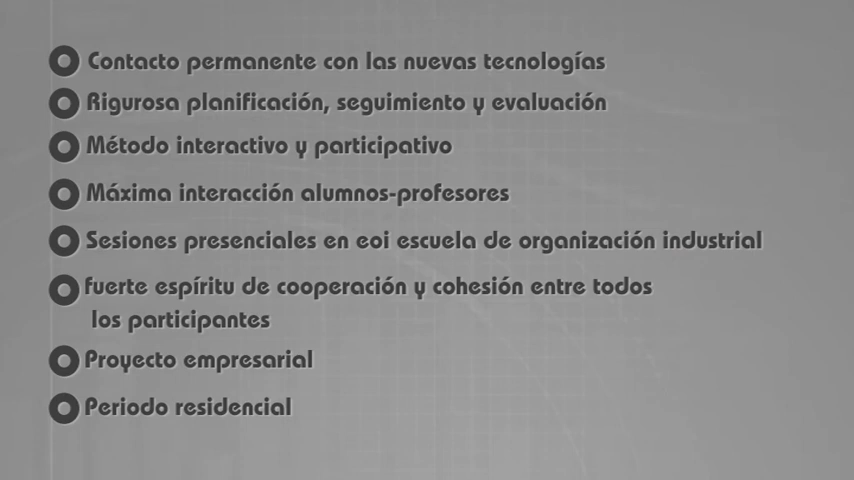 Contacto permanente con las nuevas tecnologías
Rigurosa planificación, seguimiento y evaluación
Método interactivo y participativo
Máxima interacción alumnos-profesores
Sesiones presenciales en eoi escuela de organización industrial
fuerte espíritu de cooperación y cohesión entre todos
los participantes
Proyecto empresarial
Periodo residencial